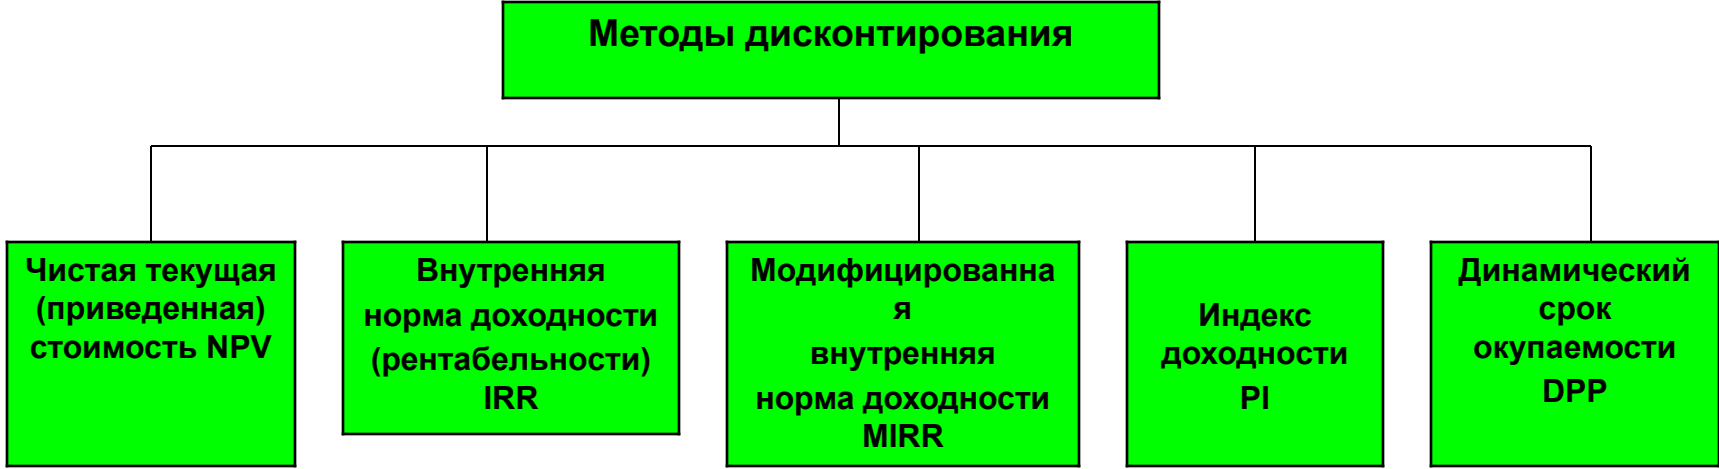 Методы дисконтирования
Чистая текущая
(приведенная)
стоимость NPV
Внутренняя
норма доходности
(рентабельности)
IRR
Модифицированна
я
внутренняя
норма доходности
MIRR
Индекс
доходности
PI
Динамический
срок
окупаемости
DPP